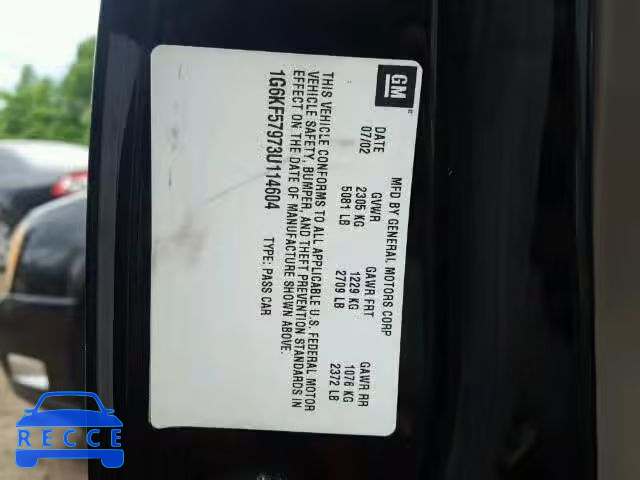 GM
MFD BY GENERAL MOTORS CORP
DATE GVWR GAWR FRT GAWR RR
07/02 2305 KG 1229 KG 1076 KG
5081 LB 2709 LB 2372 LB
THIS VEHICLE CONFORMS TO ALL APPLICABLE U.S. FEDERAL MOTOR
VEHICLE SAFETY, BUMPER, AND THEFT PREVENTION STANDARDS IN
EFFECT ON THE DATE OF MANUFACTURE SHOWN ABOVE.
1G6KF57973U114604 TYPE: PASS CAR
RECCE